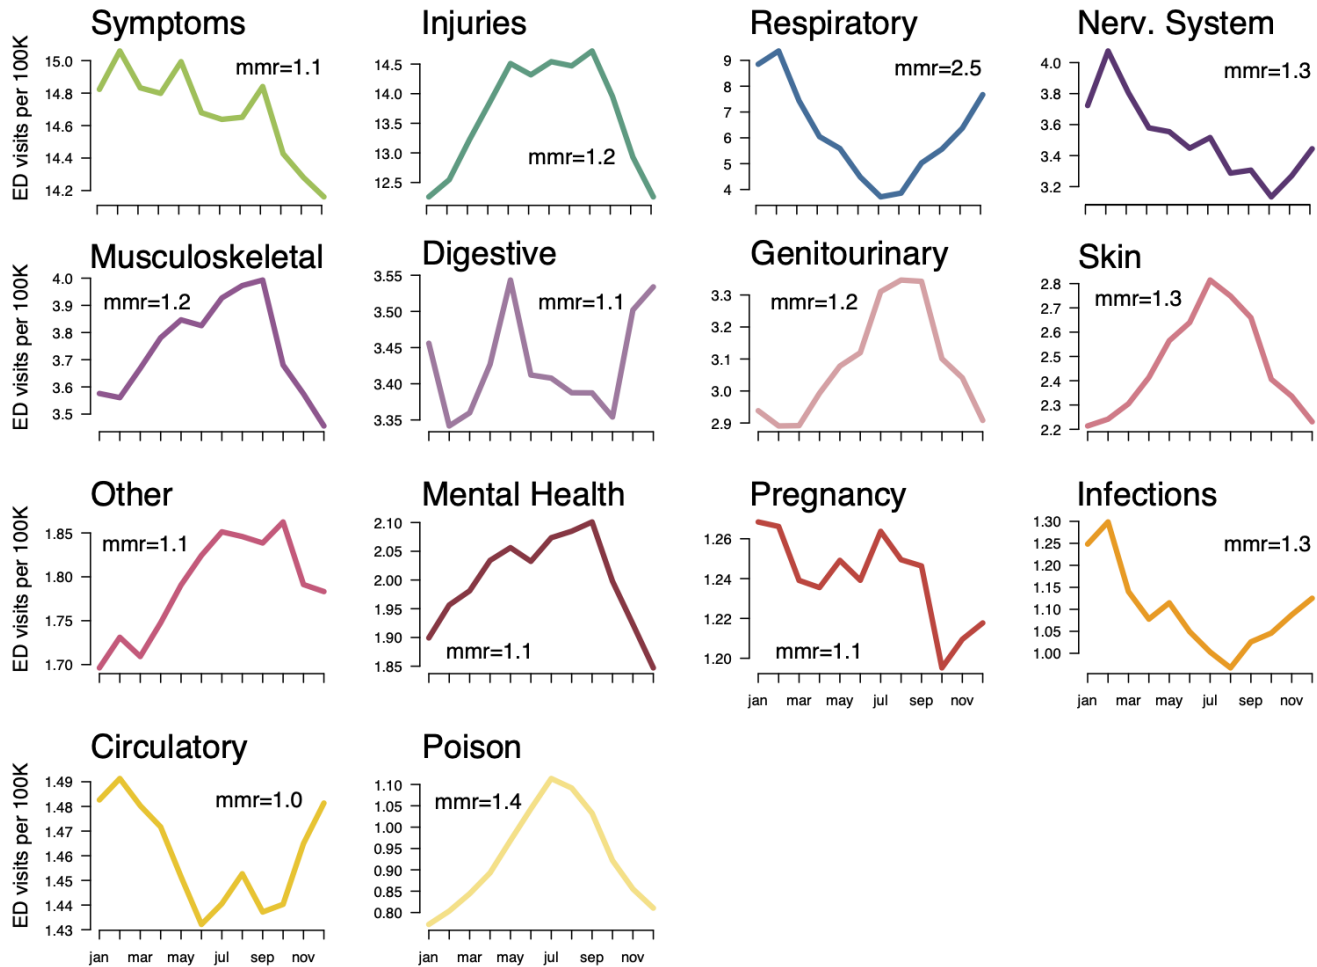 Symptoms
ED visits per 100K
15.0
14.8
14.6
14.4
14.2
mmr=1.1
Injuries
14.5
14.0
13.5
13.0
12.5
mmr=1.2
Respiratory
9
8
7
6
5
4
mmr=2.5
Nerv. System
4.0
3.8
3.6
3.4
3.2
mmr=1.3
Musculoskeletal
ED visits per 100K
4.0
3.9
3.8
3.7
3.6
3.5
mmr=1.2
Digestive
3.55
3.50
3.45
3.40
3.35
mmr=1.1
Genitourinary
3.3
3.2
3.1
3.0
2.9
mmr=1.2
Skin
2.8
2.7
2.6
2.5
2.4
2.3
2.2
mmr=1.3
Other
ED visits per 100K
1.85
1.80
1.75
1.70
mmr=1.1
Mental Health
2.10
2.05
2.00
1.95
1.90
1.85
mmr=1.1
Pregnancy
1.26
1.24
1.22
1.20
mmr=1.1
jan mar may jul sep nov
Infections
1.30
1.25
1.20
1.15
1.10
1.05
1.00
mmr=1.3
jan mar may jul sep nov
Circulatory
ED visits per 100K
1.49
1.48
1.47
1.46
1.45
1.44
1.43
mmr=1.0
jan mar may jul sep nov
Poison
1.10
1.05
1.00
0.95
0.90
0.85
0.80
mmr=1.4
jan mar may jul sep nov